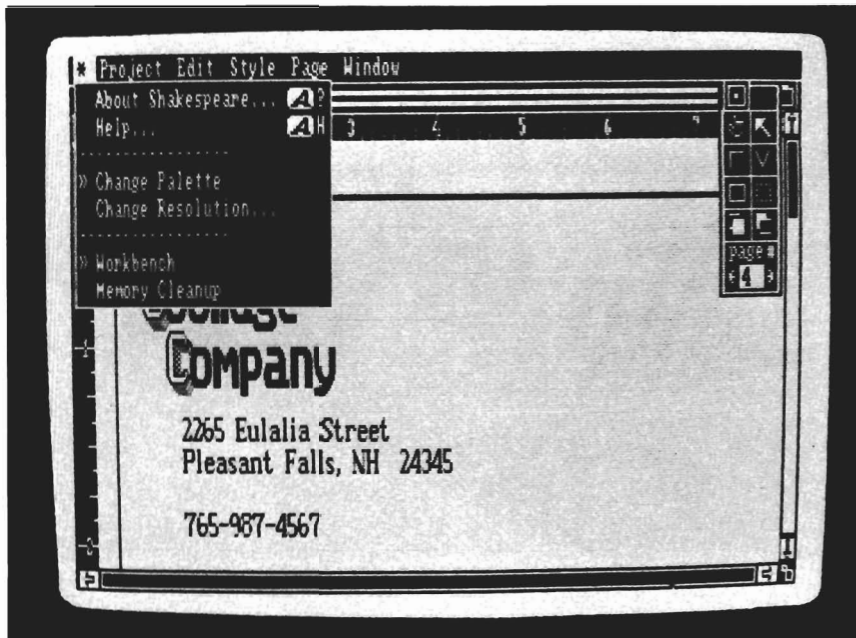 * Project Edit Style Page Window
About Shakespeare... A ?
Help... A H
3 4 5 6 7
» Change Palette
Change Resolution...
» Workbench
Memory Cleanup
page #
4
Company
2265 Eulalia Street
Pleasant Falls, NH 24345
765-987-4567